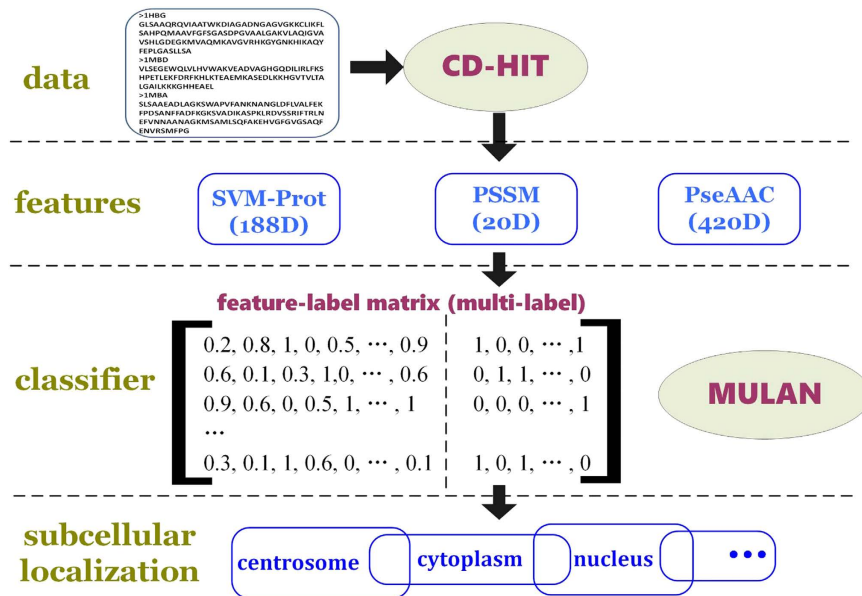 >1HBG
GLSAAQRQVIAATWKDIAGADNGAGVGKKCLIKFL
SAHPQMAAVFGFSGASDPGVAALGAKVLAQIGVA
VSHLGDEGKMVAQMKAVGVRHKGYGNKHIKAQY
FEPLGASLLSA
>1MBD
VLSEGEWQLVLHVWAKVEADVAGHGQDILIRLFKS
HPETLEKFDRFKHLKTEAEMKASEDLKKHGVTVLTA
LGAILKKKGHHEAEL
>1MBA
SLSAAEADLAGKSWAPVFANKNANGLDFLVALFEK
FPDSANFFADFKGKSVADIKASPKLRDVSSRIFTRLN
EFVNNAANAGKMSAMLSQFAKEHVGFGVGSAQF
ENVRSMFPG
CD-HIT
data
features
SVM-Prot
(188D)
PSSM
(20D)
PseAAC
(420D)
feature-label matrix (multi-label)
0.2, 0.8, 1, 0, 0.5, ···, 0.9 1, 0, 0, ··· ,1
0.6, 0.1, 0.3, 1,0, ··· , 0.6 0, 1, 1, ··· , 0
0.9, 0.6, 0, 0.5, 1, ··· , 1 0, 0, 0, ··· , 1
···
0.3, 0.1, 1, 0.6, 0, ··· , 0.1 1, 0, 1, ··· , 0
classifier
MULAN
subcellular
localization
centrosome
cytoplasm
nucleus
•••